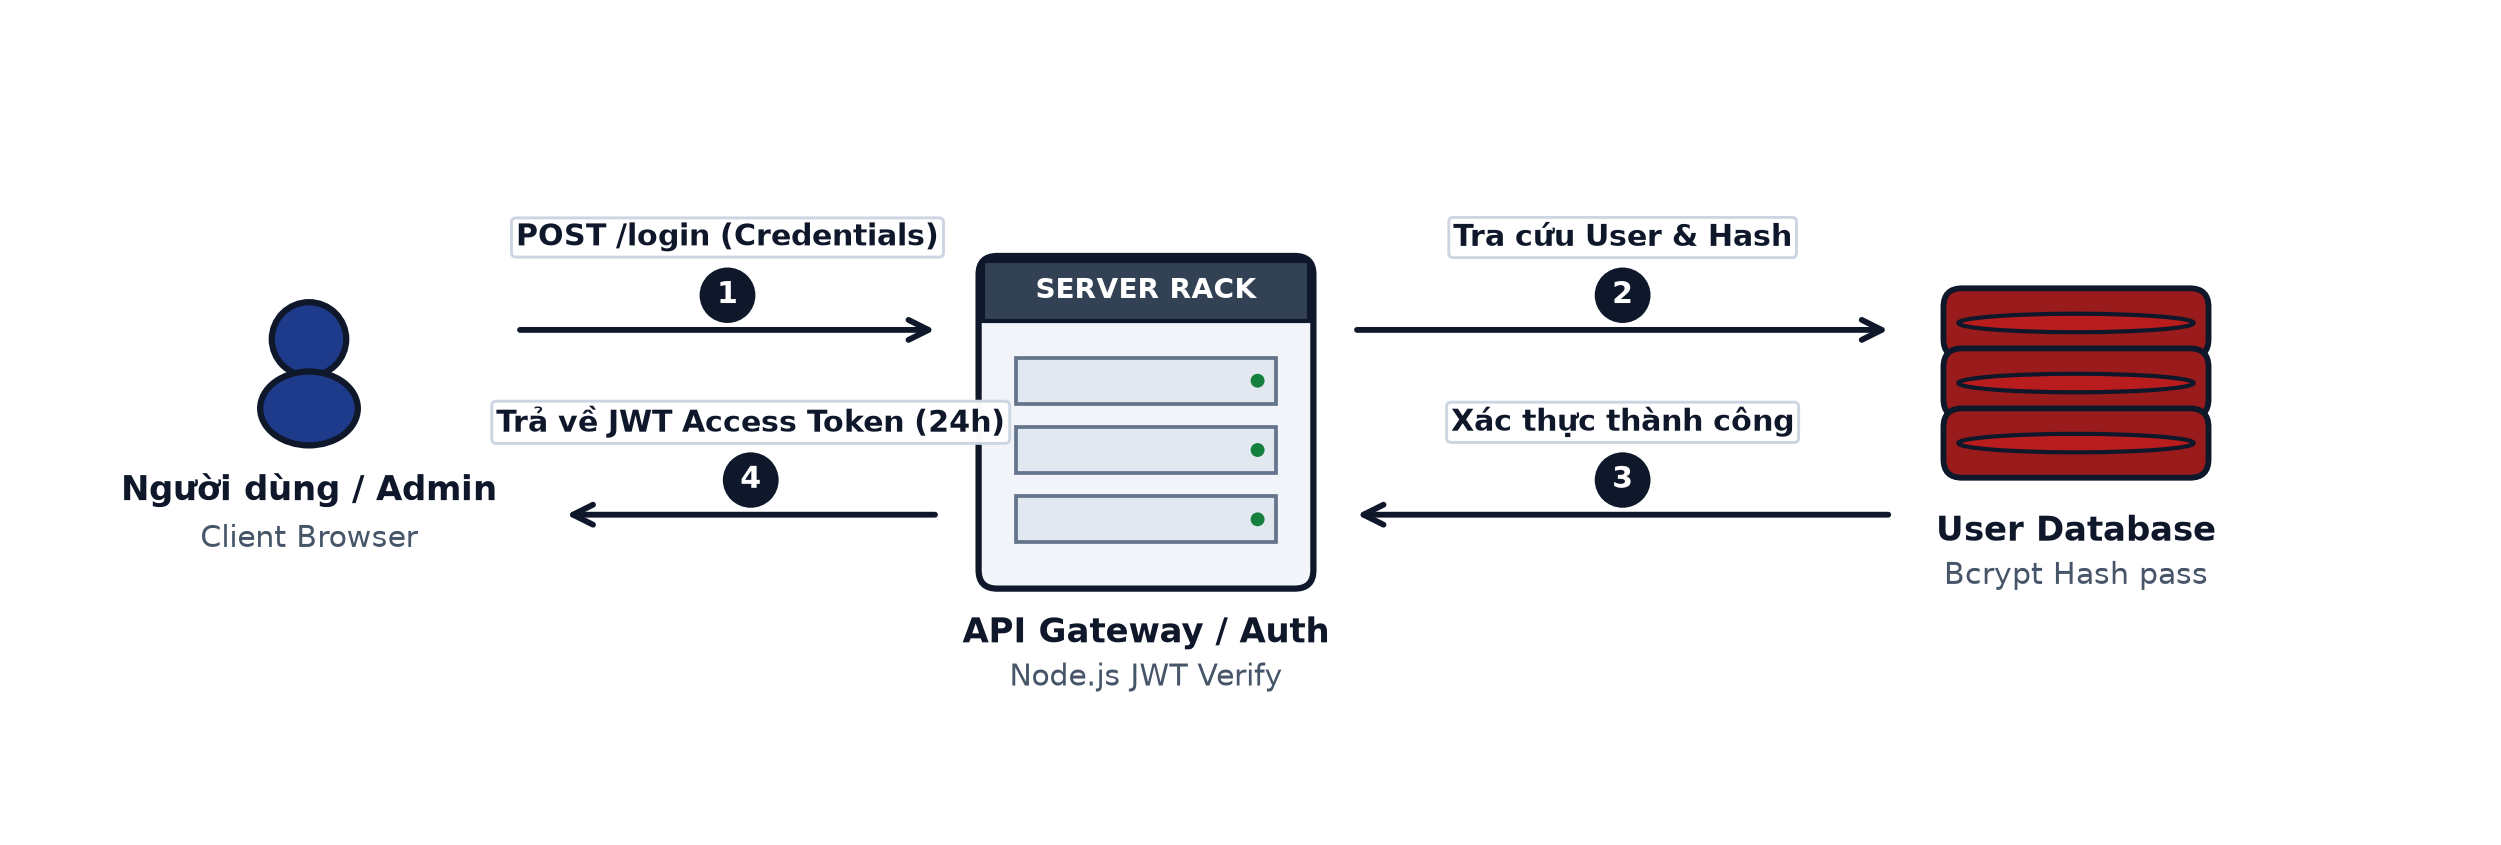 POST /login (Credentials)
1
Tra cứu User & Hash
2
SERVER RACK
Trả về JWT Access Token (24h)
4
Xác thực thành công
3
Người dùng / Admin
Client Browser
User Database
Bcrypt Hash pass
API Gateway / Auth
Node.js JWT Verify